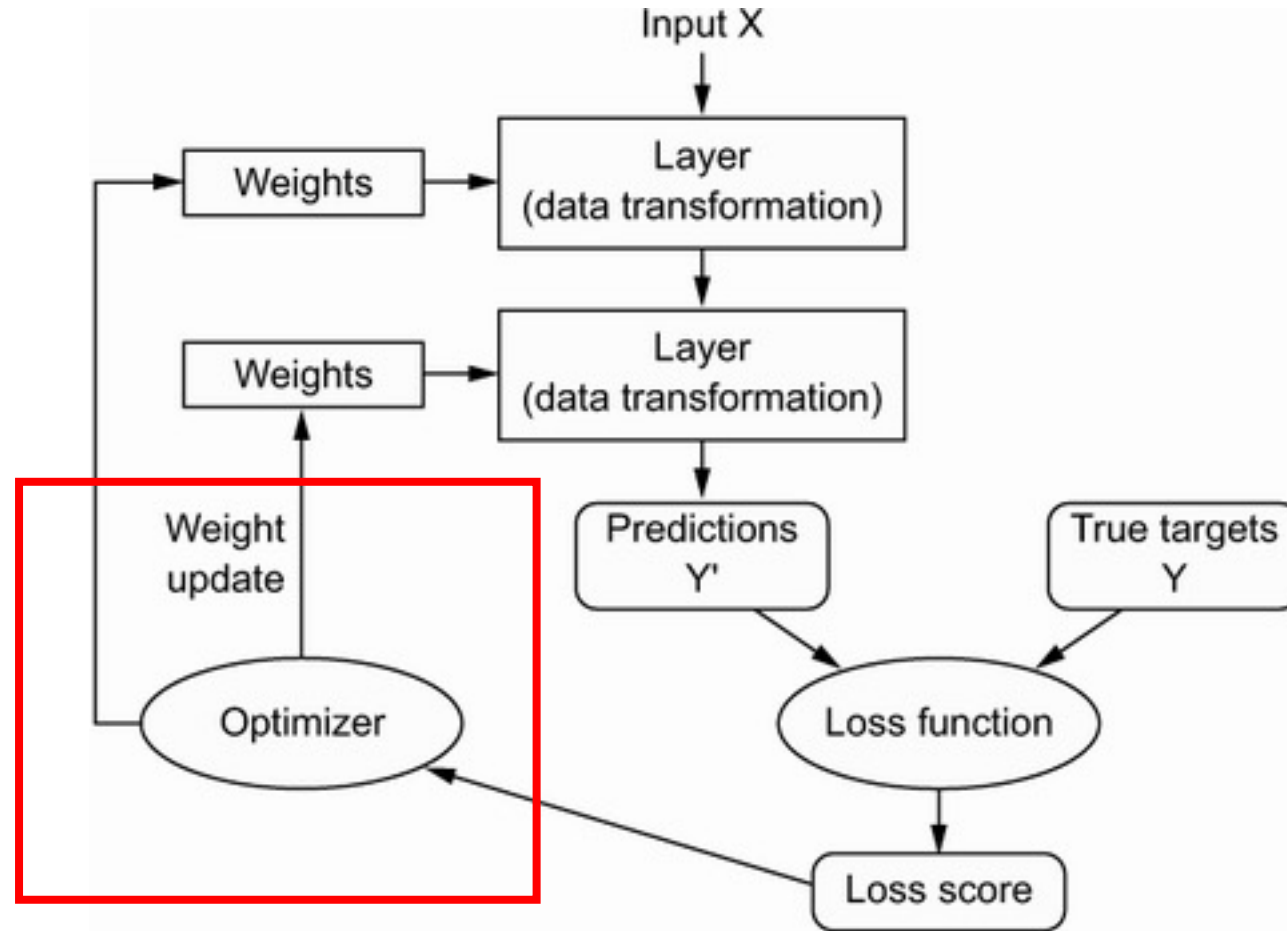 Input X
Weights
Layer
(data transformation)
Weights
Layer
(data transformation)
Weight
update
Predictions
Y'
True targets
Y
Optimizer
Loss function
Loss score